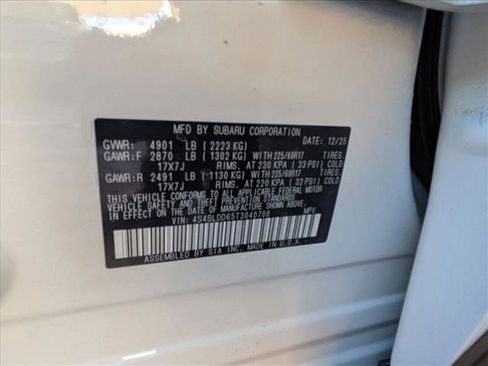 MFD BY SUBARU CORPORATION DATE: 12/25
GVWR: 4901 LB (2223 KG)
GAWR:F 2870 LB (1302 KG) WITH 225/60R17 TIRES.
17X7J RIMS. AT 230 KPA (33 PSI) COLD
GAWR:R 2491 LB (1130 KG) WITH 225/60R17 TIRES.
17X7J RIMS. AT 220 KPA (32 PSI) COLD
THIS VEHICLE CONFORMS TO ALL APPLICABLE FEDERAL MOTOR
VEHICLE SAFETY AND BUMPER STANDARDS
IN EFFECT ON THE DATE OF MANUFACTURE SHOWN ABOVE.
VIN: 4S4SLDD65T3040708 MPV
ASSEMBLED BY SIA INC. MADE IN U.S.A.